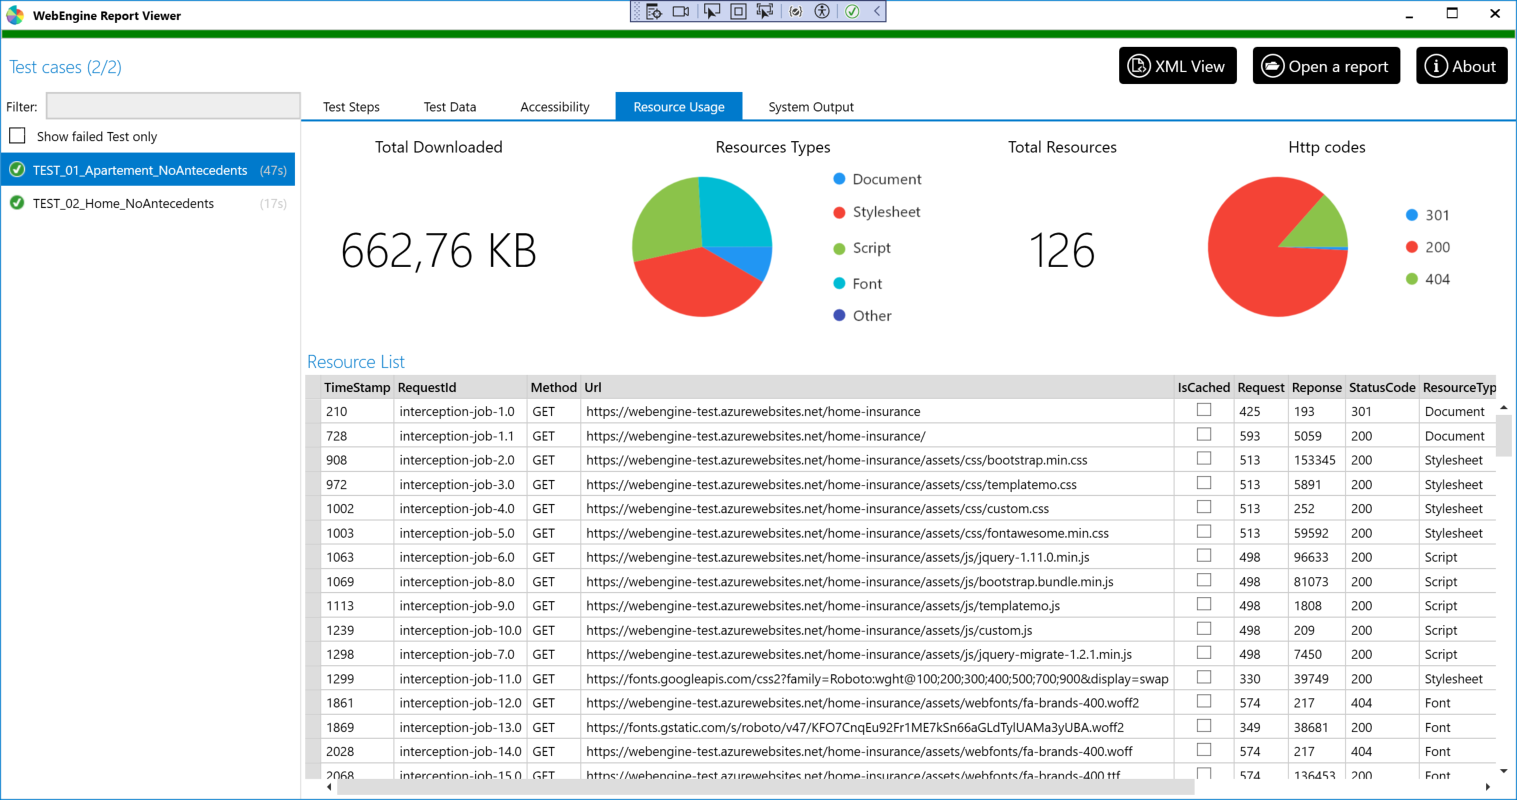 WebEngine Report Viewer
Test cases (2/2)
XML View
Open a report
About
Filter:
Show failed Test only
TEST_01_Apartement_NoAntecedents (47s)
TEST_02_Home_NoAntecedents (17s)
Test Steps Test Data Accessibility Resource Usage System Output
Total Downloaded
662,76 KB
Resources Types
Document
Stylesheet
Script
Font
Other
Total Resources
126
Http codes
301
200
404
Resource List
TimeStamp RequestId Method Url IsCached Request Reponse StatusCode ResourceTyp
210 interception-job-1.0 GET https://webengine-test.azurewebsites.net/home-insurance 425 193 301 Document
728 interception-job-1.1 GET https://webengine-test.azurewebsites.net/home-insurance/ 593 5059 200 Document
908 interception-job-2.0 GET https://webengine-test.azurewebsites.net/home-insurance/assets/css/bootstrap.min.css 513 153345 200 Stylesheet
972 interception-job-3.0 GET https://webengine-test.azurewebsites.net/home-insurance/assets/css/templatemo.css 513 5891 200 Stylesheet
1002 interception-job-4.0 GET https://webengine-test.azurewebsites.net/home-insurance/assets/css/custom.css 513 252 200 Stylesheet
1003 interception-job-5.0 GET https://webengine-test.azurewebsites.net/home-insurance/assets/css/fontawesome.min.css 513 59592 200 Stylesheet
1063 interception-job-6.0 GET https://webengine-test.azurewebsites.net/home-insurance/assets/js/jquery-1.11.0.min.js 498 96633 200 Script
1069 interception-job-8.0 GET https://webengine-test.azurewebsites.net/home-insurance/assets/js/bootstrap.bundle.min.js 498 81073 200 Script
1113 interception-job-9.0 GET https://webengine-test.azurewebsites.net/home-insurance/assets/js/templatemo.js 498 1808 200 Script
1239 interception-job-10.0 GET https://webengine-test.azurewebsites.net/home-insurance/assets/js/custom.js 498 209 200 Script
1298 interception-job-7.0 GET https://webengine-test.azurewebsites.net/home-insurance/assets/js/jquery-migrate-1.2.1.min.js 498 7450 200 Script
1299 interception-job-11.0 GET https://fonts.googleapis.com/css2?family=Roboto:wght@100;200;300;400;500;700;900&display=swap 330 39749 200 Stylesheet
1861 interception-job-12.0 GET https://webengine-test.azurewebsites.net/home-insurance/assets/webfonts/fa-brands-400.woff2 574 217 404 Font
1869 interception-job-13.0 GET https://fonts.gstatic.com/s/roboto/v47/KFO7CnqEu92Fr1ME7kSn66aGLdTylUAMa3yUBA.woff2 349 38681 200 Font
2028 interception-job-14.0 GET https://webengine-test.azurewebsites.net/home-insurance/assets/webfonts/fa-brands-400.woff 574 217 404 Font
2068 interception-job-15.0 GET https://webengine-test.azurewebsites.net/home-insurance/assets/webfonts/fa-brands-400.ttf 574 136453 200 Font